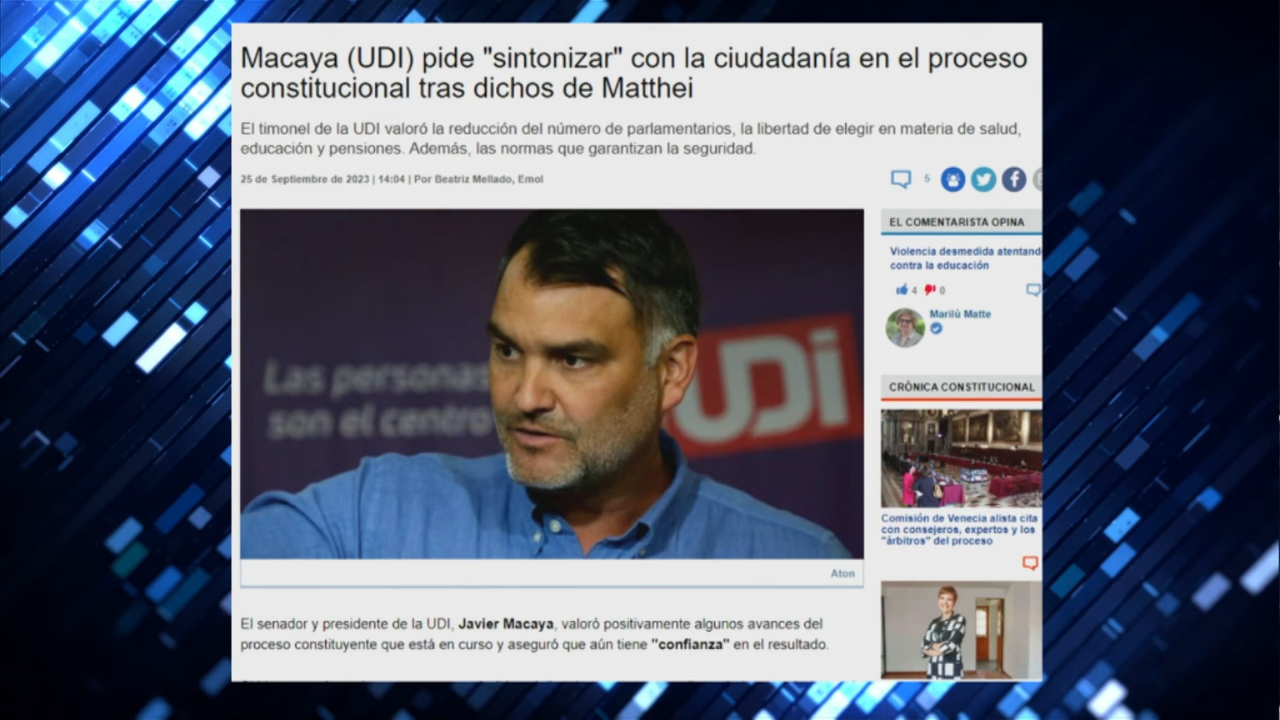 Macaya (UDI) pide "sintonizar" con la ciudadanía en el proceso
constitucional tras dichos de Matthei
El timonel de la UDI valoró la reducción del número de parlamentarios, la libertad de elegir en materia de salud,
educación y pensiones. Además, las normas que garantizan la seguridad.
25 de Septiembre de 2023 | 14:04 | Por Beatriz Mellado, Emol
5
Las personas
son el centro
UDI
Aton
El senador y presidente de la UDI, Javier Macaya, valoró positivamente algunos avances del
proceso constituyente que está en curso y aseguró que aún tiene "confianza" en el resultado.
EL COMENTARISTA OPINA
Violencia desmedida atentand
contra la educación
4 0
Marilù Matte
CRÓNICA CONSTITUCIONAL
Comisión de Venecia alista cita
con consejeros, expertos y los
"árbitros" del proceso